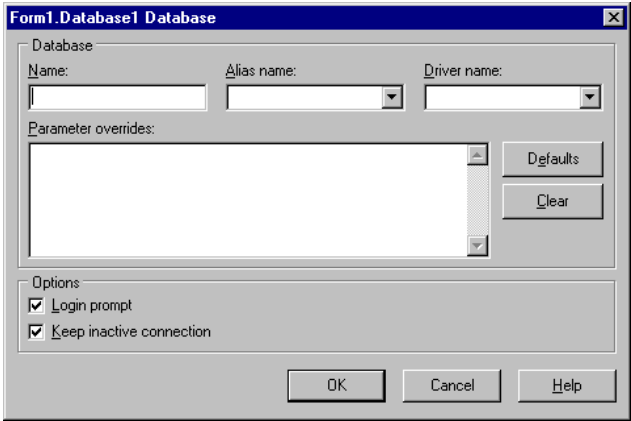 Form1.Database1 Database
Database
Name: Alias name: Driver name:
Parameter overrides:
Defaults
Clear
Options
Login prompt
Keep inactive connection
OK Cancel Help